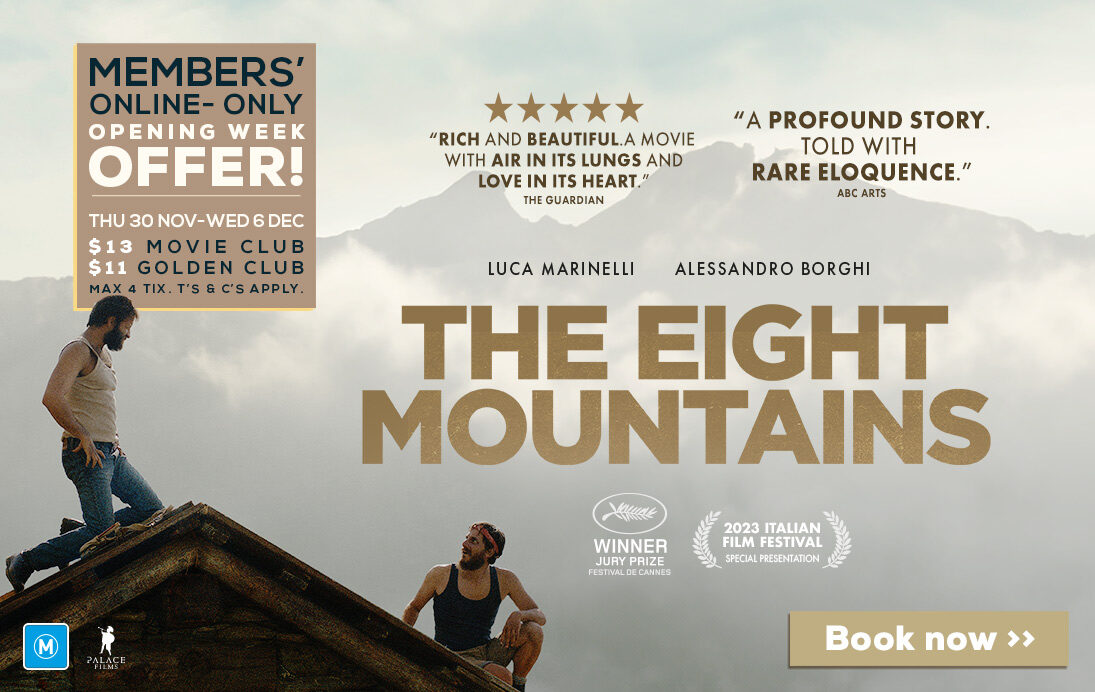 MEMBERS'
ONLINE- ONLY
OPENING WEEK
OFFER!
THU 30 NOV-WED 6 DEC
$13 MOVIE CLUB
$11 GOLDEN CLUB
MAX 4 TIX. T'S & C'S APPLY.
“RICH AND BEAUTIFUL.A MOVIE
WITH AIR IN ITS LUNGS AND
LOVE IN ITS HEART.”
THE GUARDIAN
“A PROFOUND STORY.
TOLD WITH
RARE ELOQUENCE.”
ABC ARTS
LUCA MARINELLI ALESSANDRO BORGHI
THE EIGHT
MOUNTAINS
WINNER
JURY PRIZE
FESTIVAL DE CANNES
2023 ITALIAN
FILM FESTIVAL
SPECIAL PRESENTATION
M
PALACE
FILMS
Book now >>